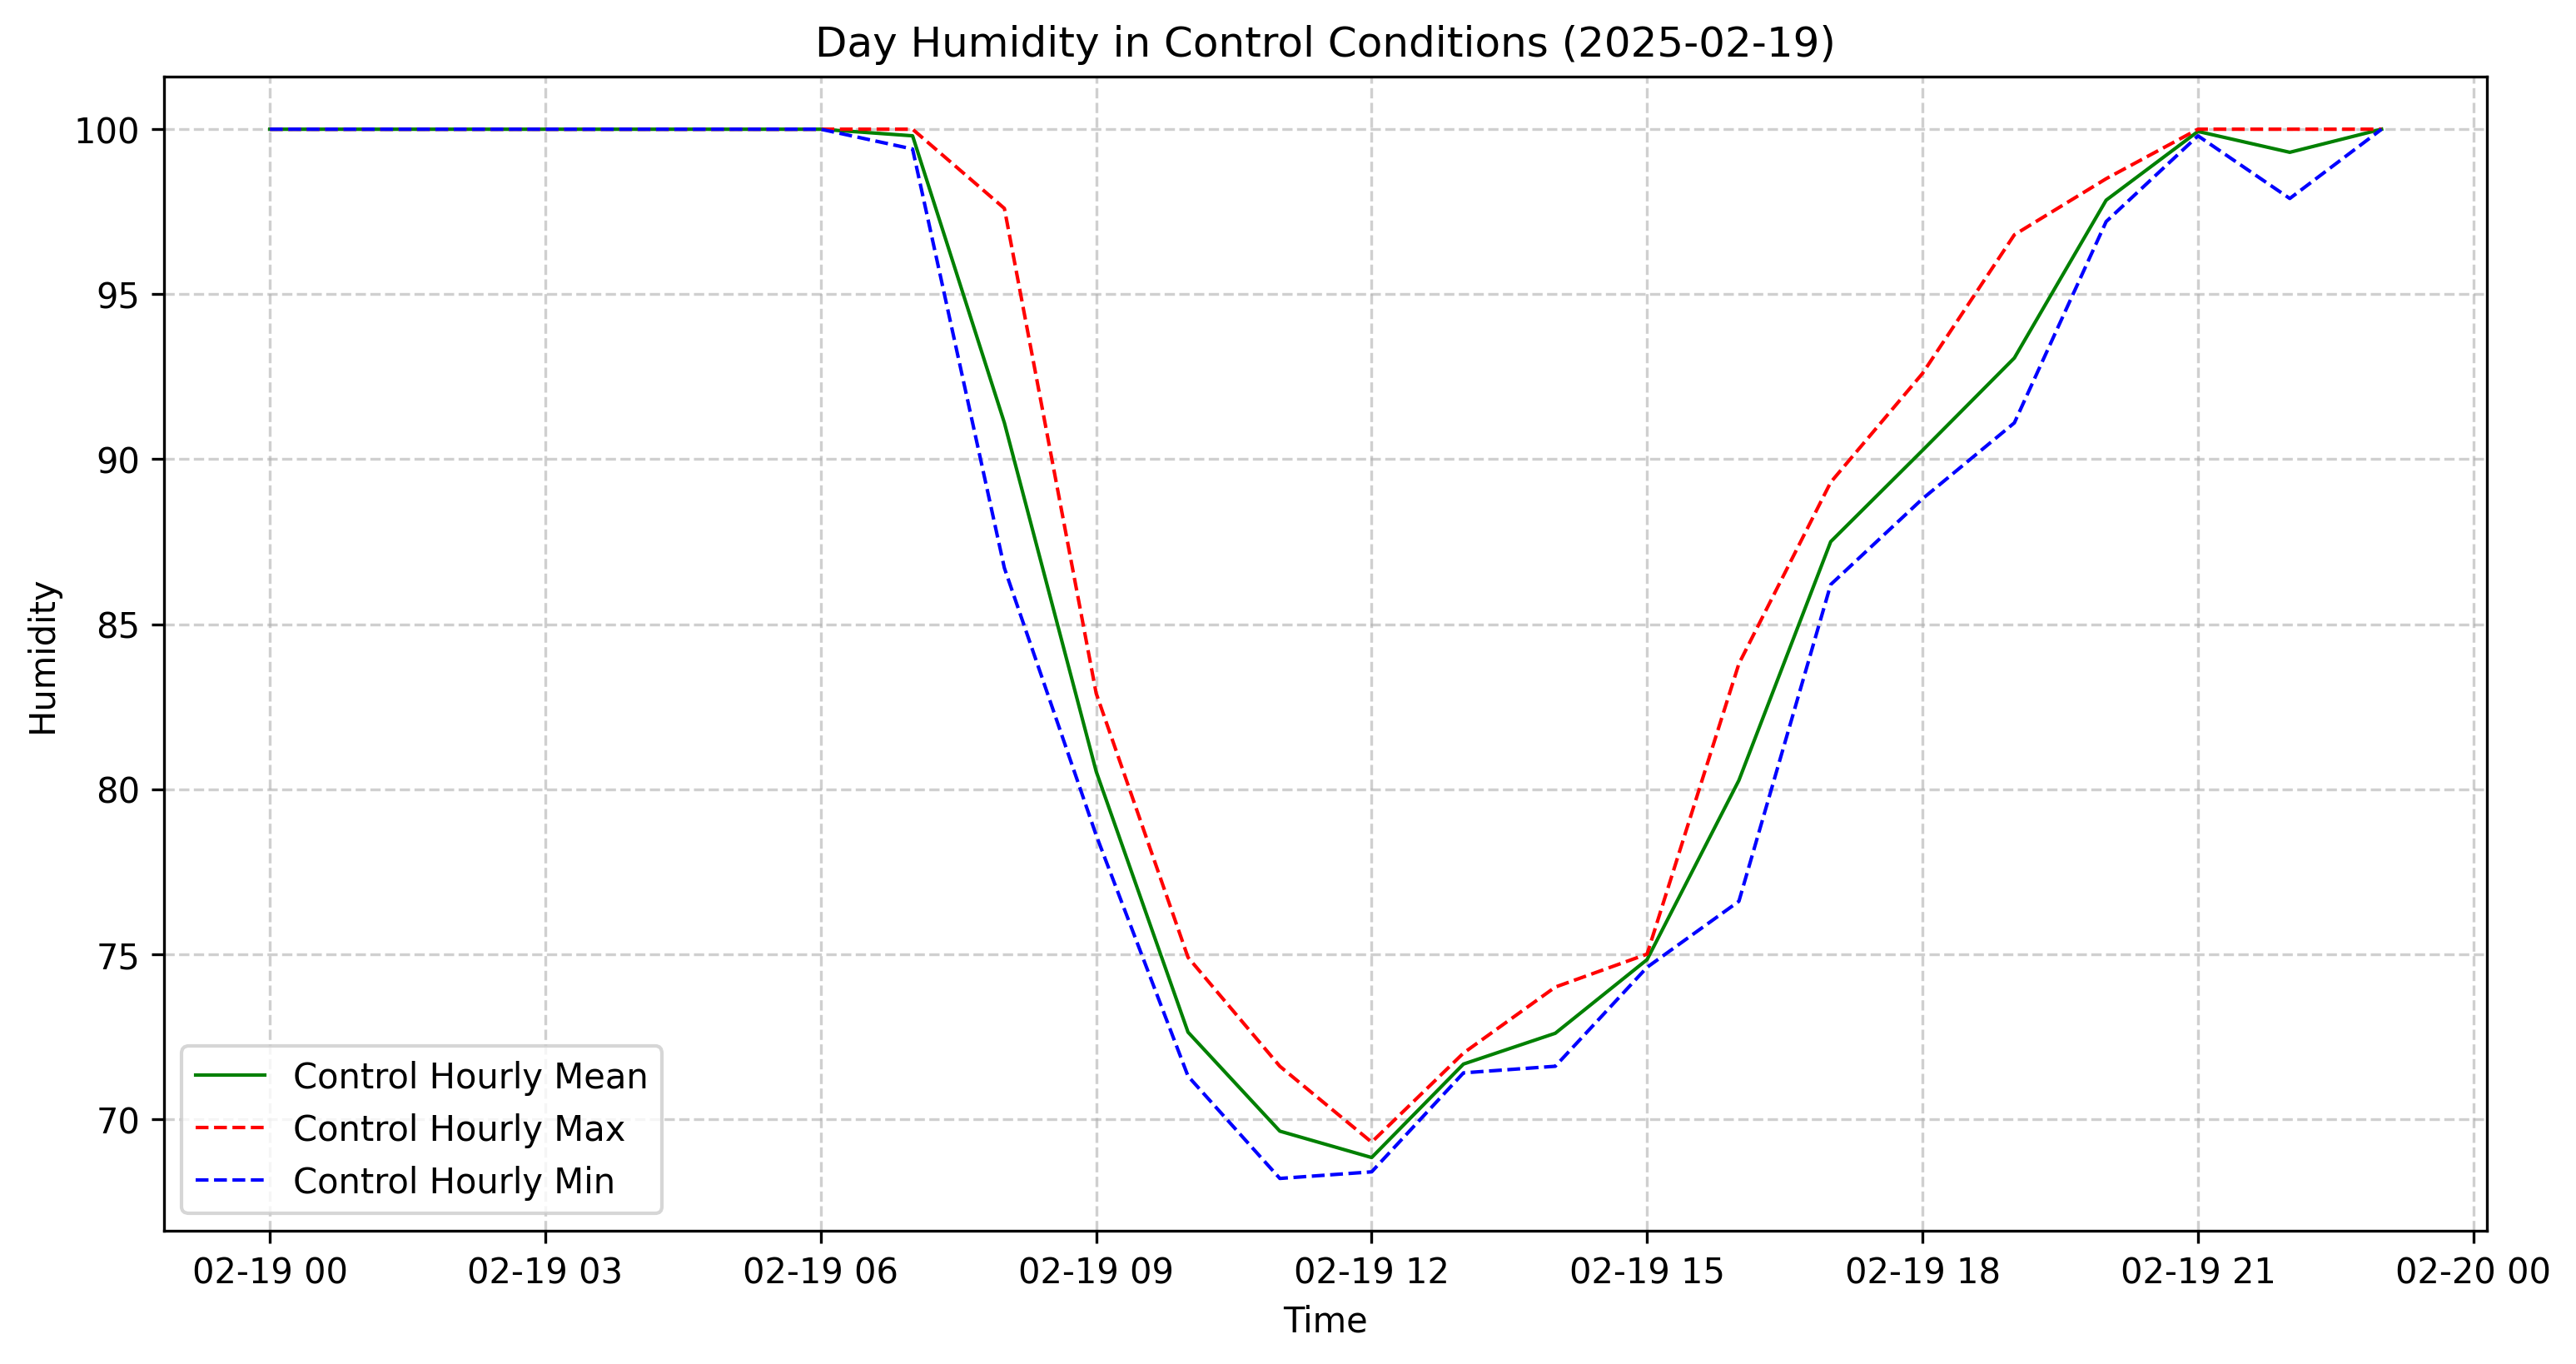 Day Humidity in Control Conditions (2025-02-19)
Humidity
100
95
90
85
80
75
70
Control Hourly Mean
Control Hourly Max
Control Hourly Min
02-19 00
02-19 03
02-19 06
02-19 09
02-19 12
02-19 15
02-19 18
02-19 21
02-20 00
Time